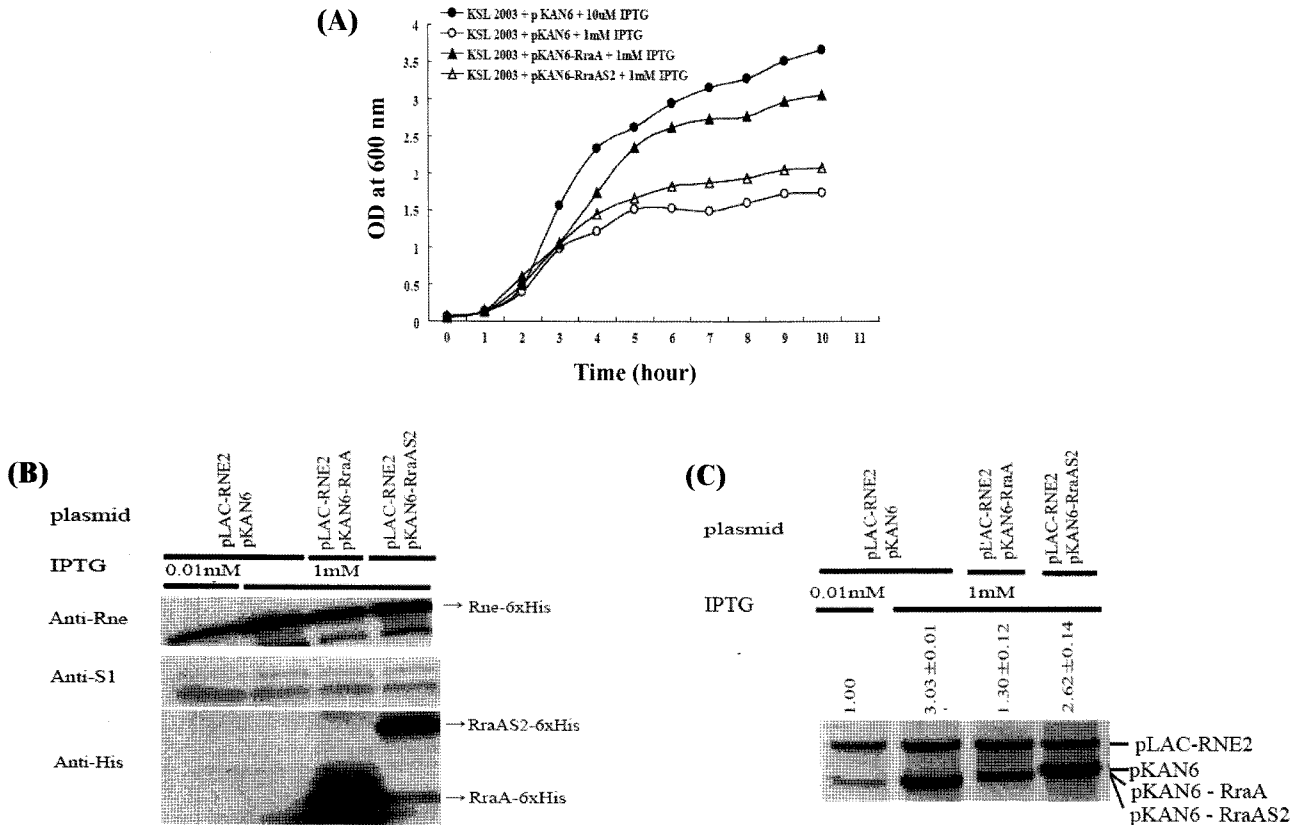 (A)
KSL 2003 + p KAN6 + 10uM IPTG
KSL 2003 + pKAN6 + 1mM IPTG
KSL 2003 + pKAN6-RraA + 1mM IPTG
KSL 2003 + pKAN6-RraAS2 + 1mM IPTG
OD at 600 nm
4
3.5
3
2.5
2
1.5
1
0.5
0
0 1 2 3 4 5 6 7 8 9 10 11
Time (hour)
(B)
plasmid
pLAC-RNE2
pKAN6
pLAC-RNE2
pKAN6-RraA
pLAC-RNE2
pKAN6-RraAS2
IPTG
0.01mM
1mM
Anti-Rne
→ Rne-6xHis
Anti-S1
Anti-His
→ RraAS2-6xHis
→ RraA-6xHis
(C)
plasmid
pLAC-RNE2
pKAN6
pLAC-RNE2
pKAN6-RraA
pLAC-RNE2
pKAN6-RraAS2
IPTG
0.01mM
1mM
1.00
3.03±0.01
1.30±0.12
2.62±0.14
pLAC-RNE2
pKAN6
pKAN6 - RraA
pKAN6 - RraAS2